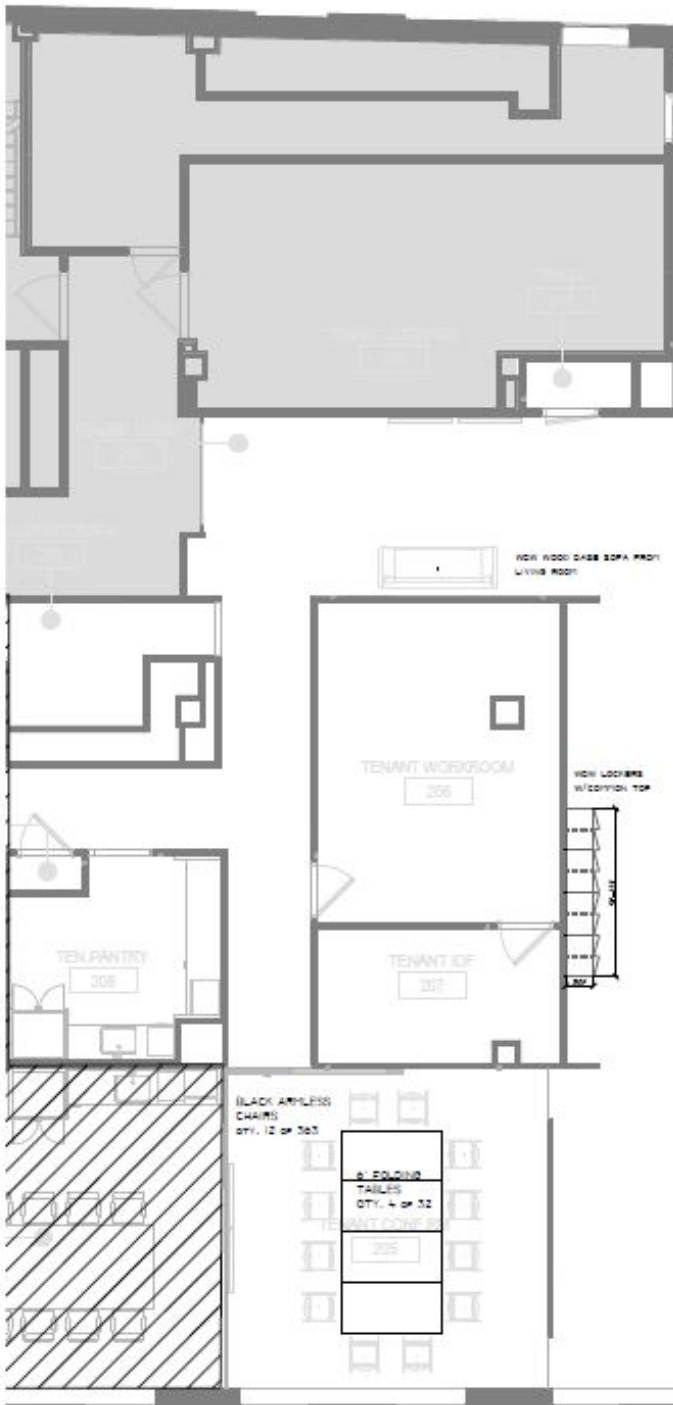 NEW WOOD BASE SOFA FROM
LIVING ROOM
TENANT WORKROOM
206
NEW LOCKERS
W/COMMON TOP
TEN.PANTRY
208
TENANT IDF
207
BLACK ARMLESS
CHAIRS
QTY. 12 OF 363
6' FOLDING
TABLES
QTY. 4 OF 32
TENANT CONF RM
205